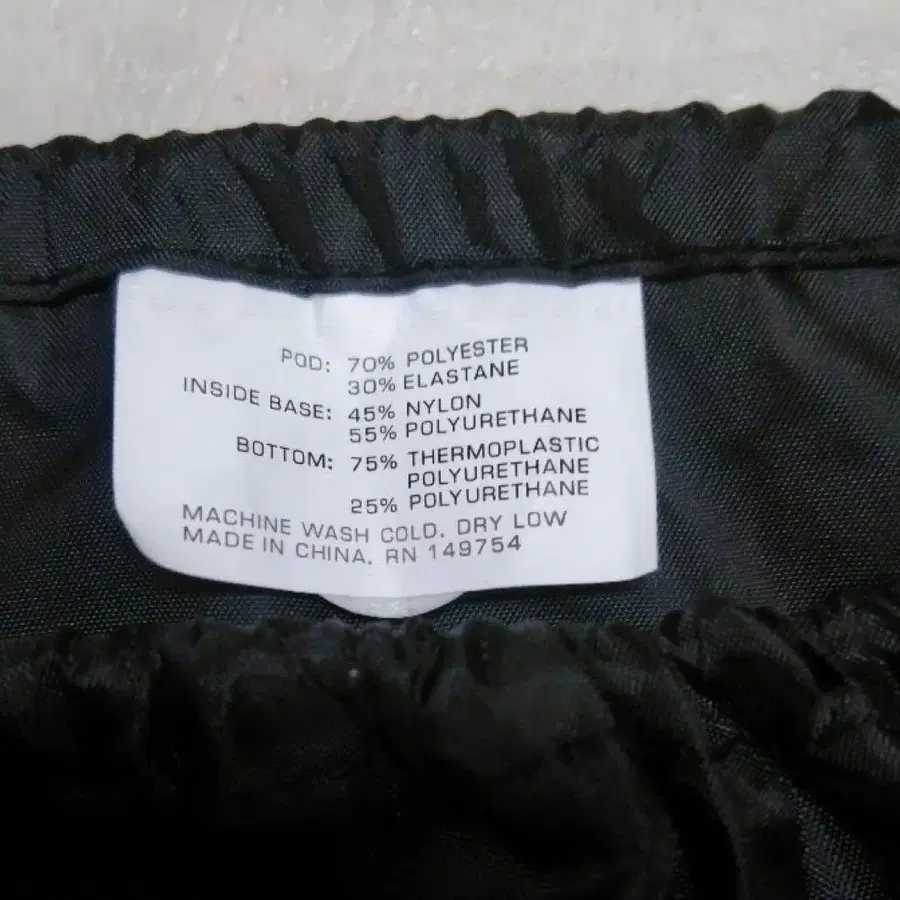 POD: 70% POLYESTER
30% ELASTANE
INSIDE BASE: 45% NYLON
55% POLYURETHANE
BOTTOM: 75% THERMOPLASTIC
POLYURETHANE
25% POLYURETHANE
MACHINE WASH COLD, DRY LOW
MADE IN CHINA, RN 149754